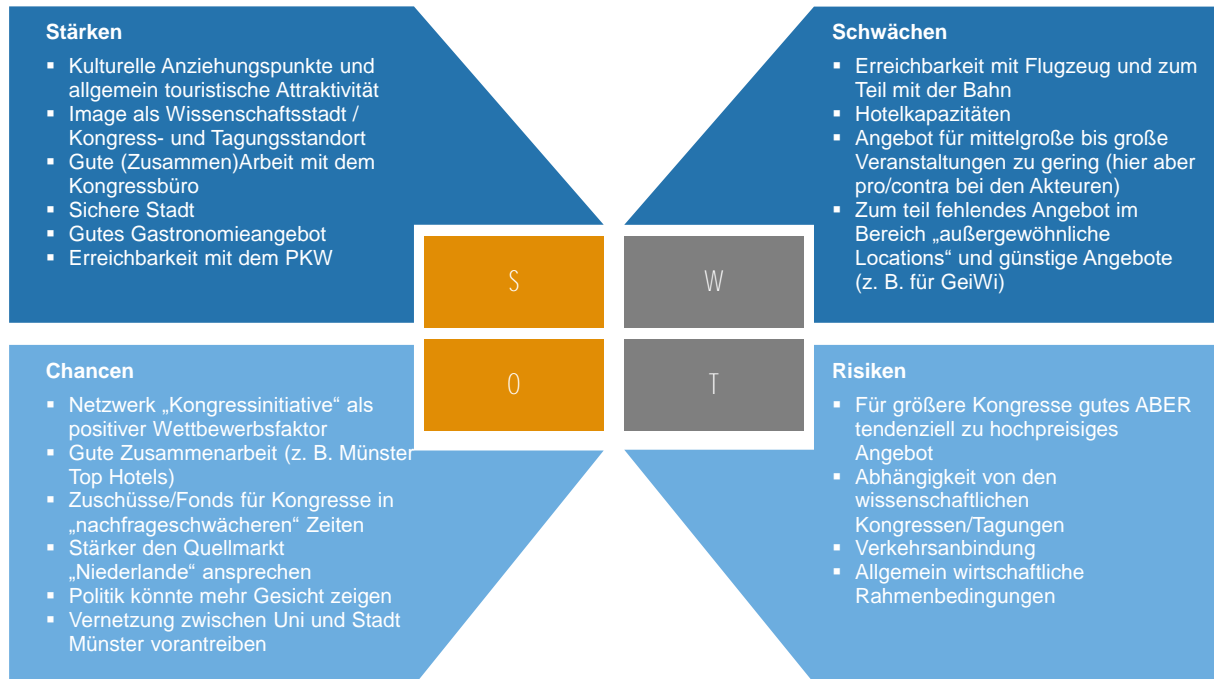 Stärken
▪ Kulturelle Anziehungspunkte und
allgemein touristische Attraktivität
▪ Image als Wissenschaftsstadt /
Kongress- und Tagungsstandort
▪ Gute (Zusammen)Arbeit mit dem
Kongressbüro
▪ Sichere Stadt
▪ Gutes Gastronomieangebot
▪ Erreichbarkeit mit dem PKW
Schwächen
▪ Erreichbarkeit mit Flugzeug und zum
Teil mit der Bahn
▪ Hotelkapazitäten
▪ Angebot für mittelgroße bis große
Veranstaltungen zu gering (hier aber
pro/contra bei den Akteuren)
▪ Zum teil fehlendes Angebot im
Bereich „außergewöhnliche
Locations“ und günstige Angebote
(z. B. für GeiWi)
S
W
O
T
Chancen
▪ Netzwerk „Kongressinitiative“ als
positiver Wettbewerbsfaktor
▪ Gute Zusammenarbeit (z. B. Münster
Top Hotels)
▪ Zuschüsse/Fonds für Kongresse in
„nachfrageschwächeren“ Zeiten
▪ Stärker den Quellmarkt
„Niederlande“ ansprechen
▪ Politik könnte mehr Gesicht zeigen
▪ Vernetzung zwischen Uni und Stadt
Münster vorantreiben
Risiken
▪ Für größere Kongresse gutes ABER
tendenziell zu hochpreisiges
Angebot
▪ Abhängigkeit von den
wissenschaftlichen
Kongressen/Tagungen
▪ Verkehrsanbindung
▪ Allgemein wirtschaftliche
Rahmenbedingungen